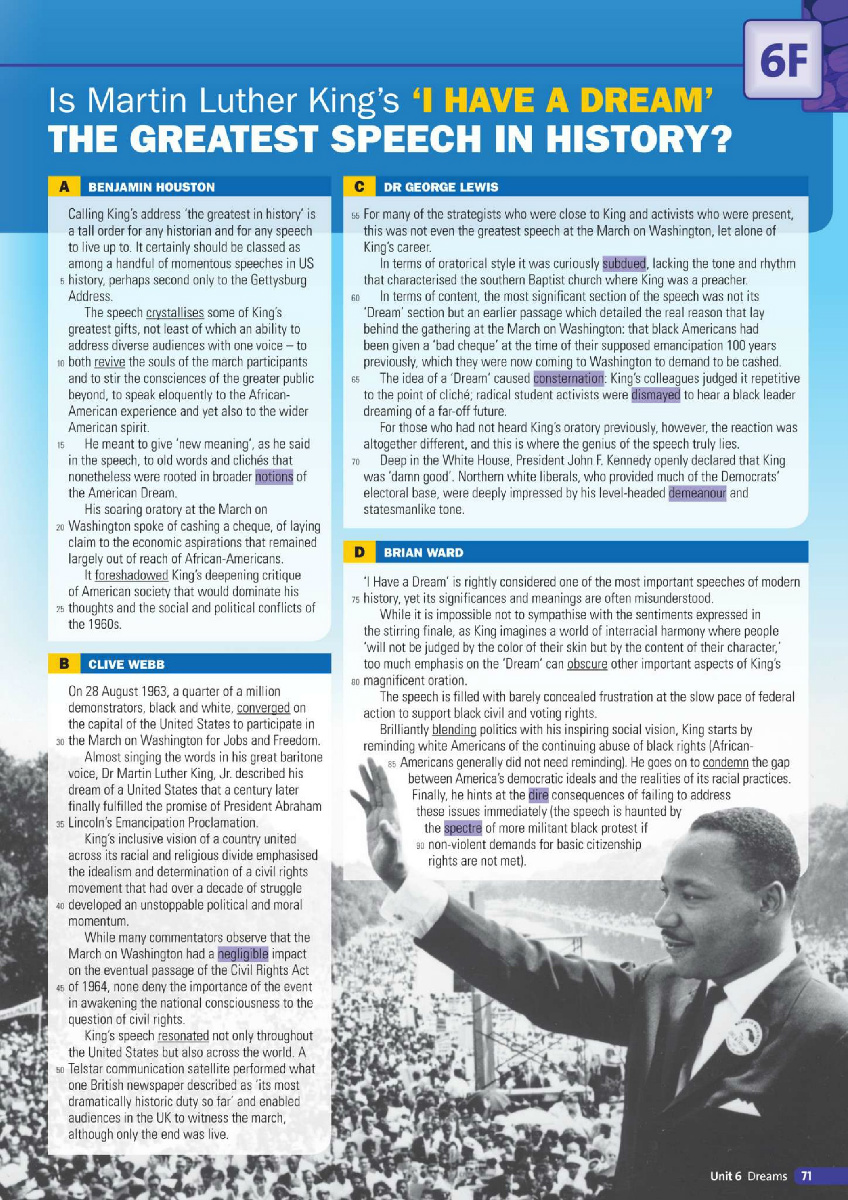 6F
Is Martin Luther King's 'I HAVE A DREAM'
THE GREATEST SPEECH IN HISTORY?
A BENJAMIN HOUSTON
Calling King's address 'the greatest in history' is
a tall order for any historian and for any speech
to live up to. It certainly should be classed as
among a handful of momentous speeches in US
5 history, perhaps second only to the Gettysburg
Address.
The speech crystallises some of King's
greatest gifts, not least of which an ability to
address diverse audiences with one voice – to
10 both revive the souls of the march participants
and to stir the consciences of the greater public
beyond, to speak eloquently to the African-
American experience and yet also to the wider
American spirit.
15 He meant to give 'new meaning', as he said
in the speech, to old words and clichés that
nonetheless were rooted in broader notions of
the American Dream.
His soaring oratory at the March on
20 Washington spoke of cashing a cheque, of laying
claim to the economic aspirations that remained
largely out of reach of African-Americans.
It foreshadowed King's deepening critique
of American society that would dominate his
25 thoughts and the social and political conflicts of
the 1960s.
B CLIVE WEBB
On 28 August 1963, a quarter of a million
demonstrators, black and white, converged on
the capital of the United States to participate in
30 the March on Washington for Jobs and Freedom.
Almost singing the words in his great baritone
voice, Dr Martin Luther King, Jr. described his
dream of a United States that a century later
finally fulfilled the promise of President Abraham
35 Lincoln's Emancipation Proclamation.
King's inclusive vision of a country united
across its racial and religious divide emphasised
the idealism and determination of a civil rights
movement that had over a decade of struggle
40 developed an unstoppable political and moral
momentum.
While many commentators observe that the
March on Washington had a negligible impact
on the eventual passage of the Civil Rights Act
45 of 1964, none deny the importance of the event
in awakening the national consciousness to the
question of civil rights.
King's speech resonated not only throughout
the United States but also across the world. A
50 Telstar communication satellite performed what
one British newspaper described as 'its most
dramatically historic duty so far' and enabled
audiences in the UK to witness the march,
although only the end was live.
C DR GEORGE LEWIS
55 For many of the strategists who were close to King and activists who were present,
this was not even the greatest speech at the March on Washington, let alone of
King's career.
In terms of oratorical style it was curiously subdued, lacking the tone and rhythm
that characterised the southern Baptist church where King was a preacher.
60 In terms of content, the most significant section of the speech was not its
'Dream' section but an earlier passage which detailed the real reason that lay
behind the gathering at the March on Washington: that black Americans had
been given a 'bad cheque' at the time of their supposed emancipation 100 years
previously, which they were now coming to Washington to demand to be cashed.
65 The idea of a 'Dream' caused consternation: King's colleagues judged it repetitive
to the point of cliché; radical student activists were dismayed to hear a black leader
dreaming of a far-off future.
For those who had not heard King's oratory previously, however, the reaction was
altogether different, and this is where the genius of the speech truly lies.
70 Deep in the White House, President John F. Kennedy openly declared that King
was 'damn good'. Northern white liberals, who provided much of the Democrats'
electoral base, were deeply impressed by his level-headed demeanour and
statesmanlike tone.
D BRIAN WARD
'I Have a Dream' is rightly considered one of the most important speeches of modern
75 history, yet its significances and meanings are often misunderstood.
While it is impossible not to sympathise with the sentiments expressed in
the stirring finale, as King imagines a world of interracial harmony where people
'will not be judged by the color of their skin but by the content of their character,'
too much emphasis on the 'Dream' can obscure other important aspects of King's
80 magnificent oration.
The speech is filled with barely concealed frustration at the slow pace of federal
action to support black civil and voting rights.
Brilliantly blending politics with his inspiring social vision, King starts by
reminding white Americans of the continuing abuse of black rights (African-
85 Americans generally did not need reminding). He goes on to condemn the gap
between America's democratic ideals and the realities of its racial practices.
Finally, he hints at the dire consequences of failing to address
these issues immediately (the speech is haunted by
the spectre of more militant black protest if
90 non-violent demands for basic citizenship
rights are not met).
Unit 6 Dreams 71